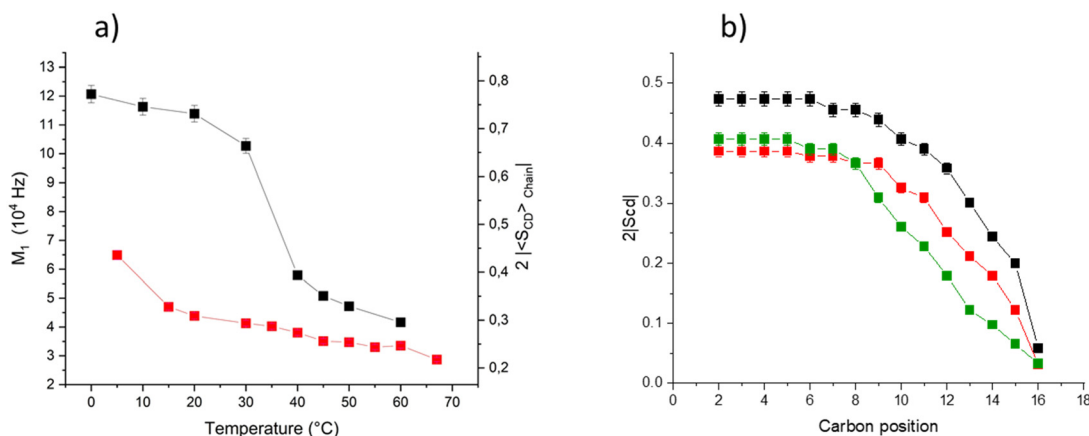 a)
13
12
11
10
9
8
7
6
5
4
3
2
M₁ (10⁴ Hz)
0,8
0,7
0,6
0,5
0,4
0,3
0,2
2 |<S_CD>_Chain|
0 10 20 30 40 50 60 70
Temperature (°C)
b)
0.5
0.4
0.3
0.2
0.1
0.0
2|Scd|
0 2 4 6 8 10 12 14 16 18
Carbon position